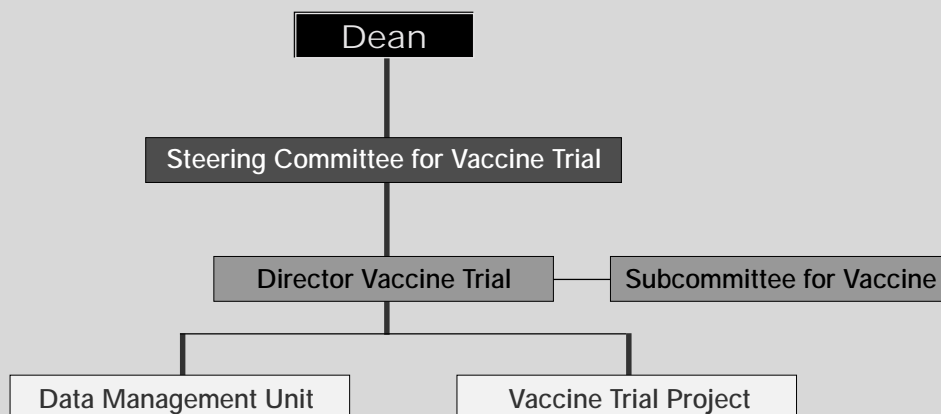 Dean
Steering Committee for Vaccine Trial
Director Vaccine Trial
Subcommittee for Vaccine
Data Management Unit
Vaccine Trial Project